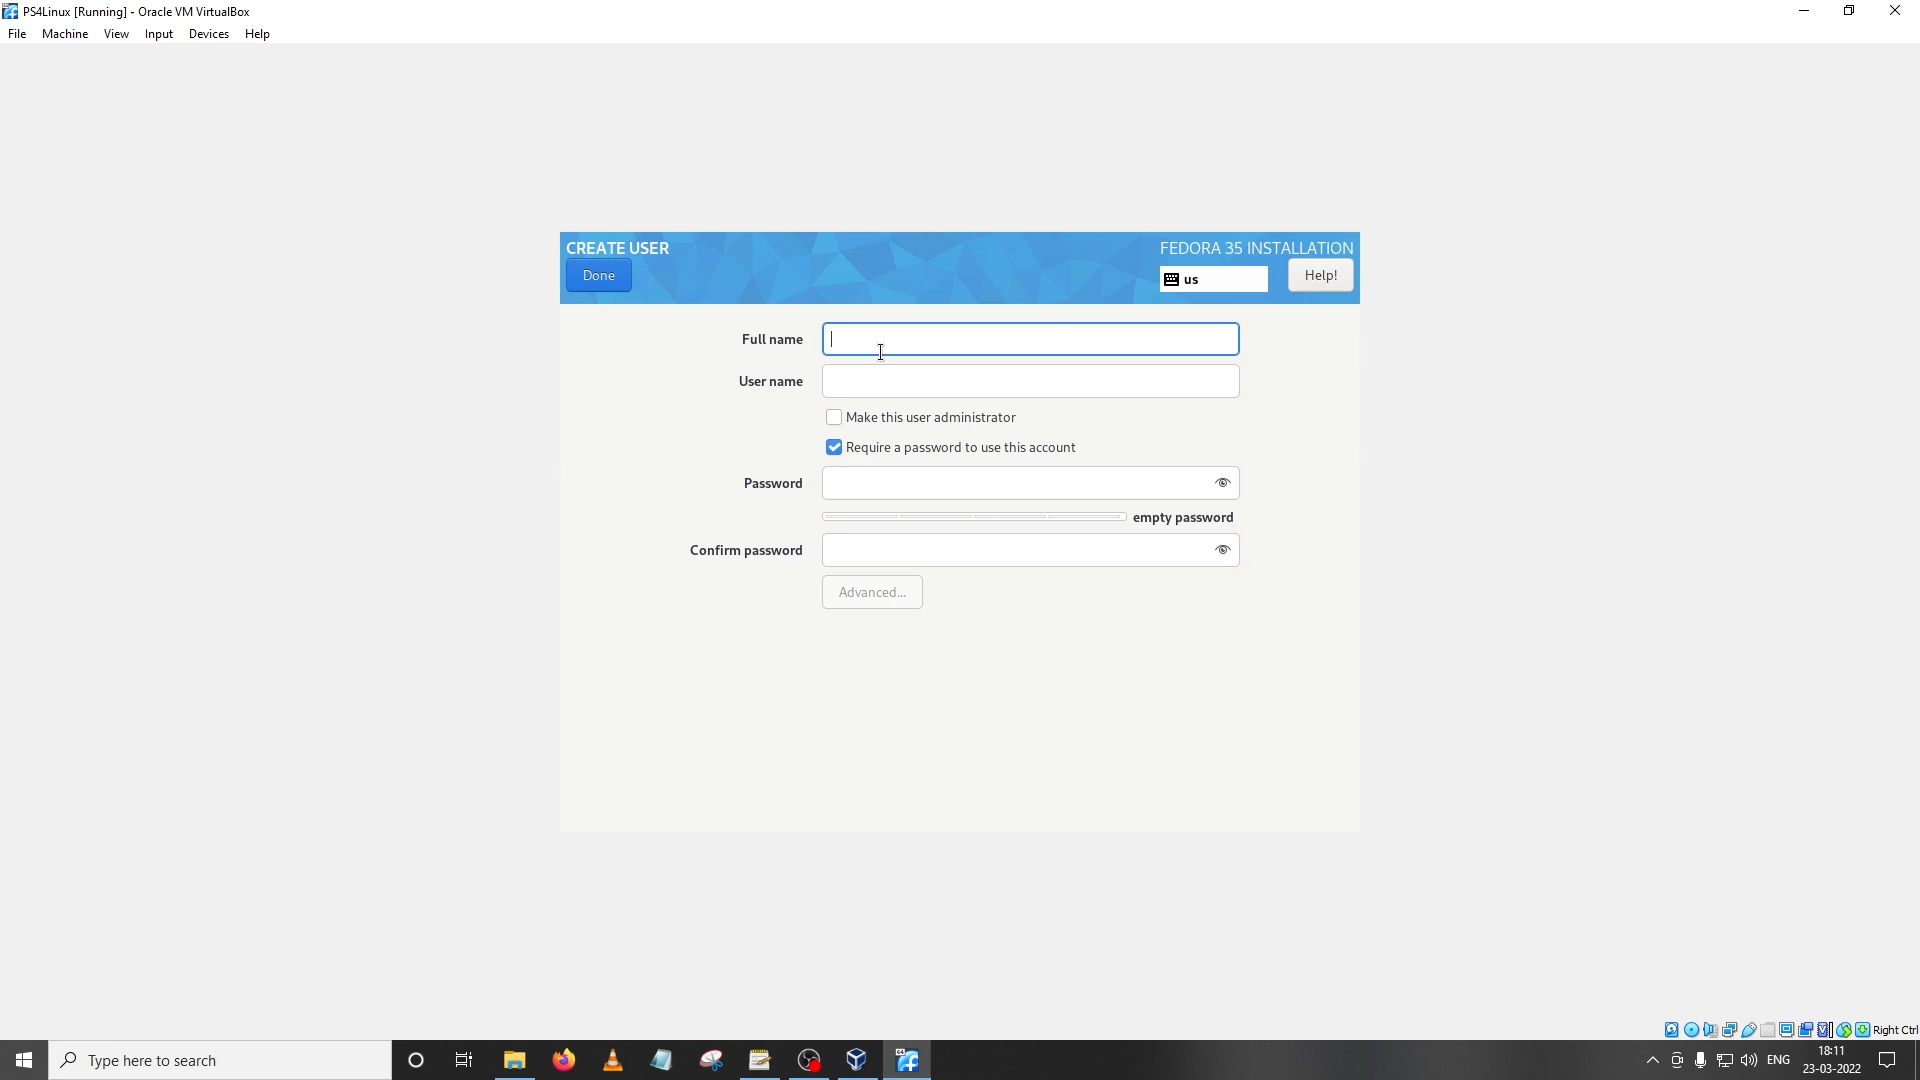 PS4Linux [Running] - Oracle VM VirtualBox
File Machine View Input Devices Help
CREATE USER
FEDORA 35 INSTALLATION
Done
us
Help!
Full name
User name
Make this user administrator
Require a password to use this account
Password
empty password
Confirm password
Advanced...
Right Ctrl
Type here to search
ENG
18:11
23-03-2022